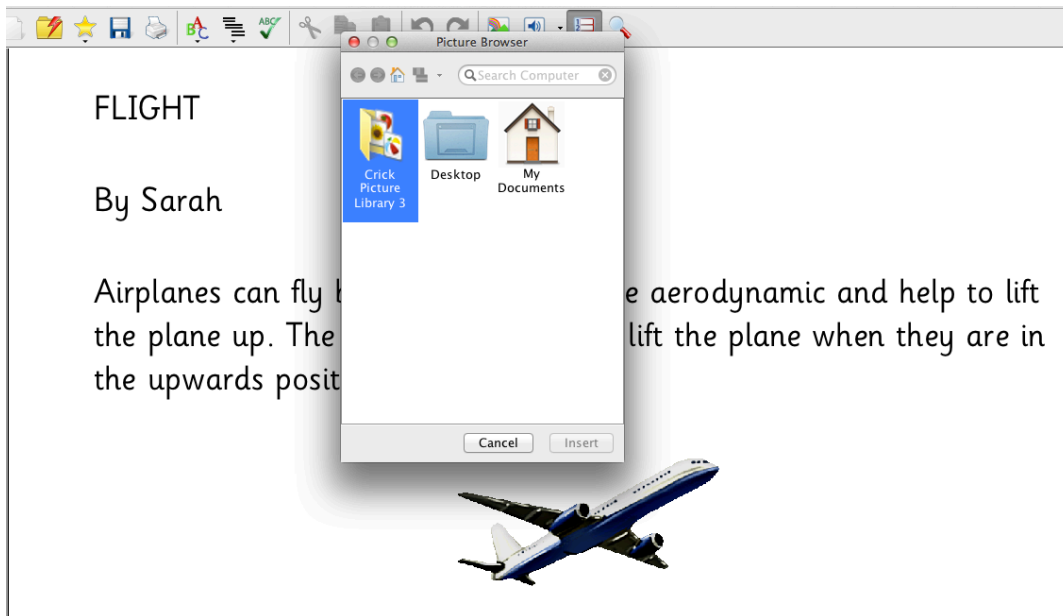 ABC
Picture Browser
Search Computer
Crick
Picture
Library 3
Desktop
My
Documents
Cancel
Insert
FLIGHT
By Sarah
Airplanes can fly e aerodynamic and help to lift
the plane up. The lift the plane when they are in
the upwards posit